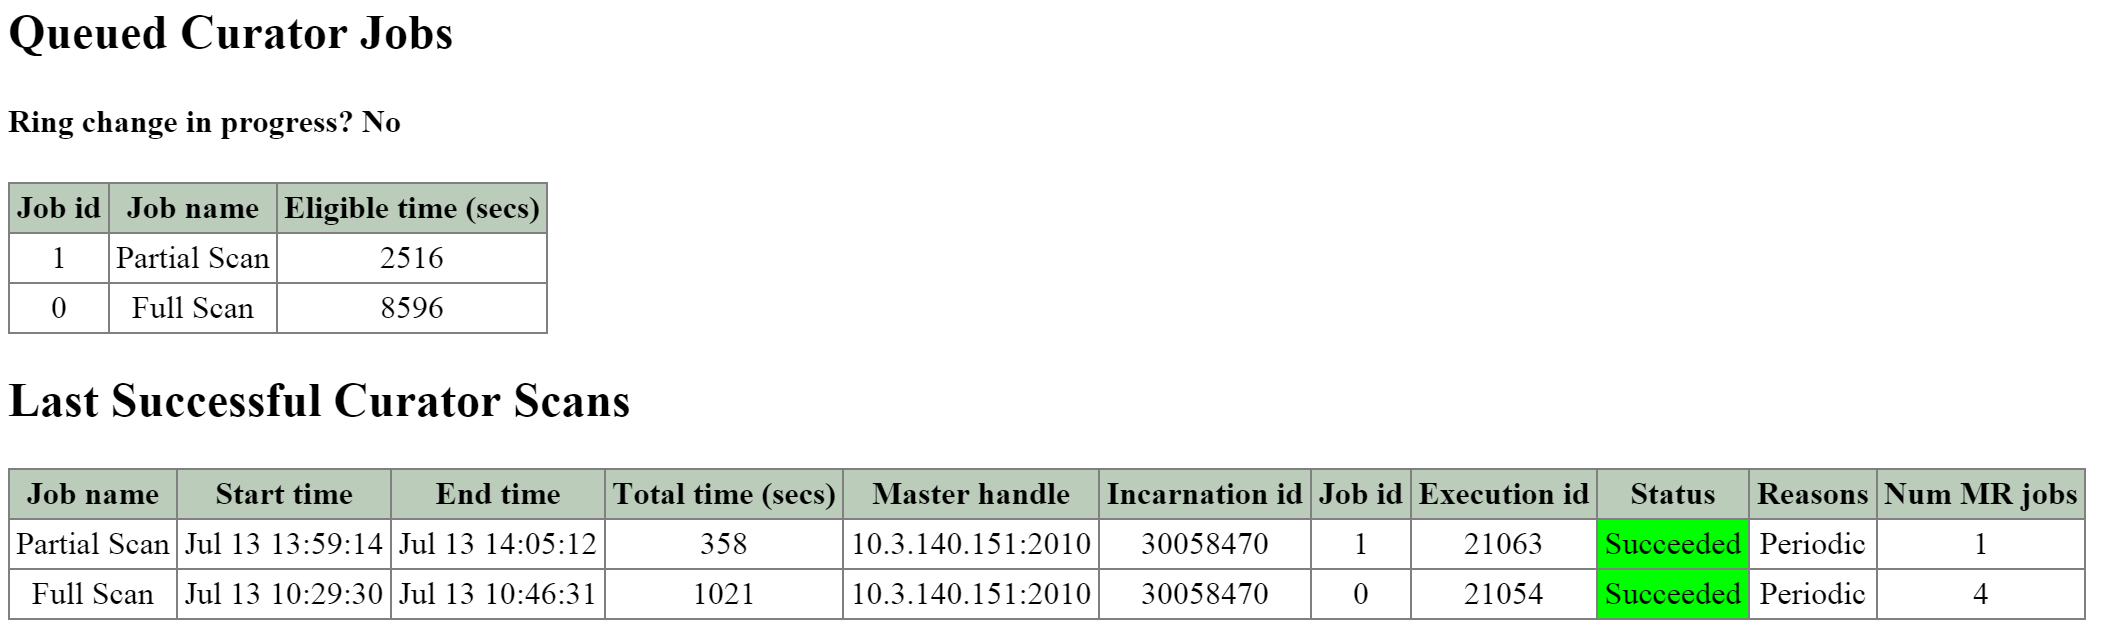 Queued Curator Jobs
Ring change in progress? No
Job id Job name Eligible time (secs)
1 Partial Scan 2516
0 Full Scan 8596
Last Successful Curator Scans
Job name Start time End time Total time (secs) Master handle Incarnation id Job id Execution id Status Reasons Num MR jobs
Partial Scan Jul 13 13:59:14 Jul 13 14:05:12 358 10.3.140.151:2010 30058470 1 21063 Succeeded Periodic 1
Full Scan Jul 13 10:29:30 Jul 13 10:46:31 1021 10.3.140.151:2010 30058470 0 21054 Succeeded Periodic 4